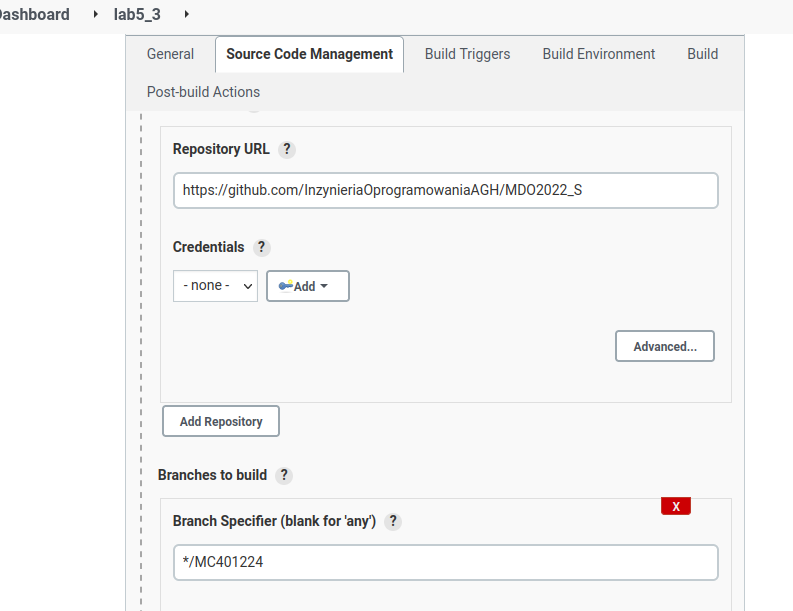 Dashboard lab5_3
General Source Code Management Build Triggers Build Environment Build
Post-build Actions
Repository URL ?
https://github.com/InzynieriaOprogramowaniaAGH/MDO2022_S
Credentials ?
- none - Add
Advanced...
Add Repository
Branches to build ?
X
Branch Specifier (blank for 'any') ?
*/MC401224